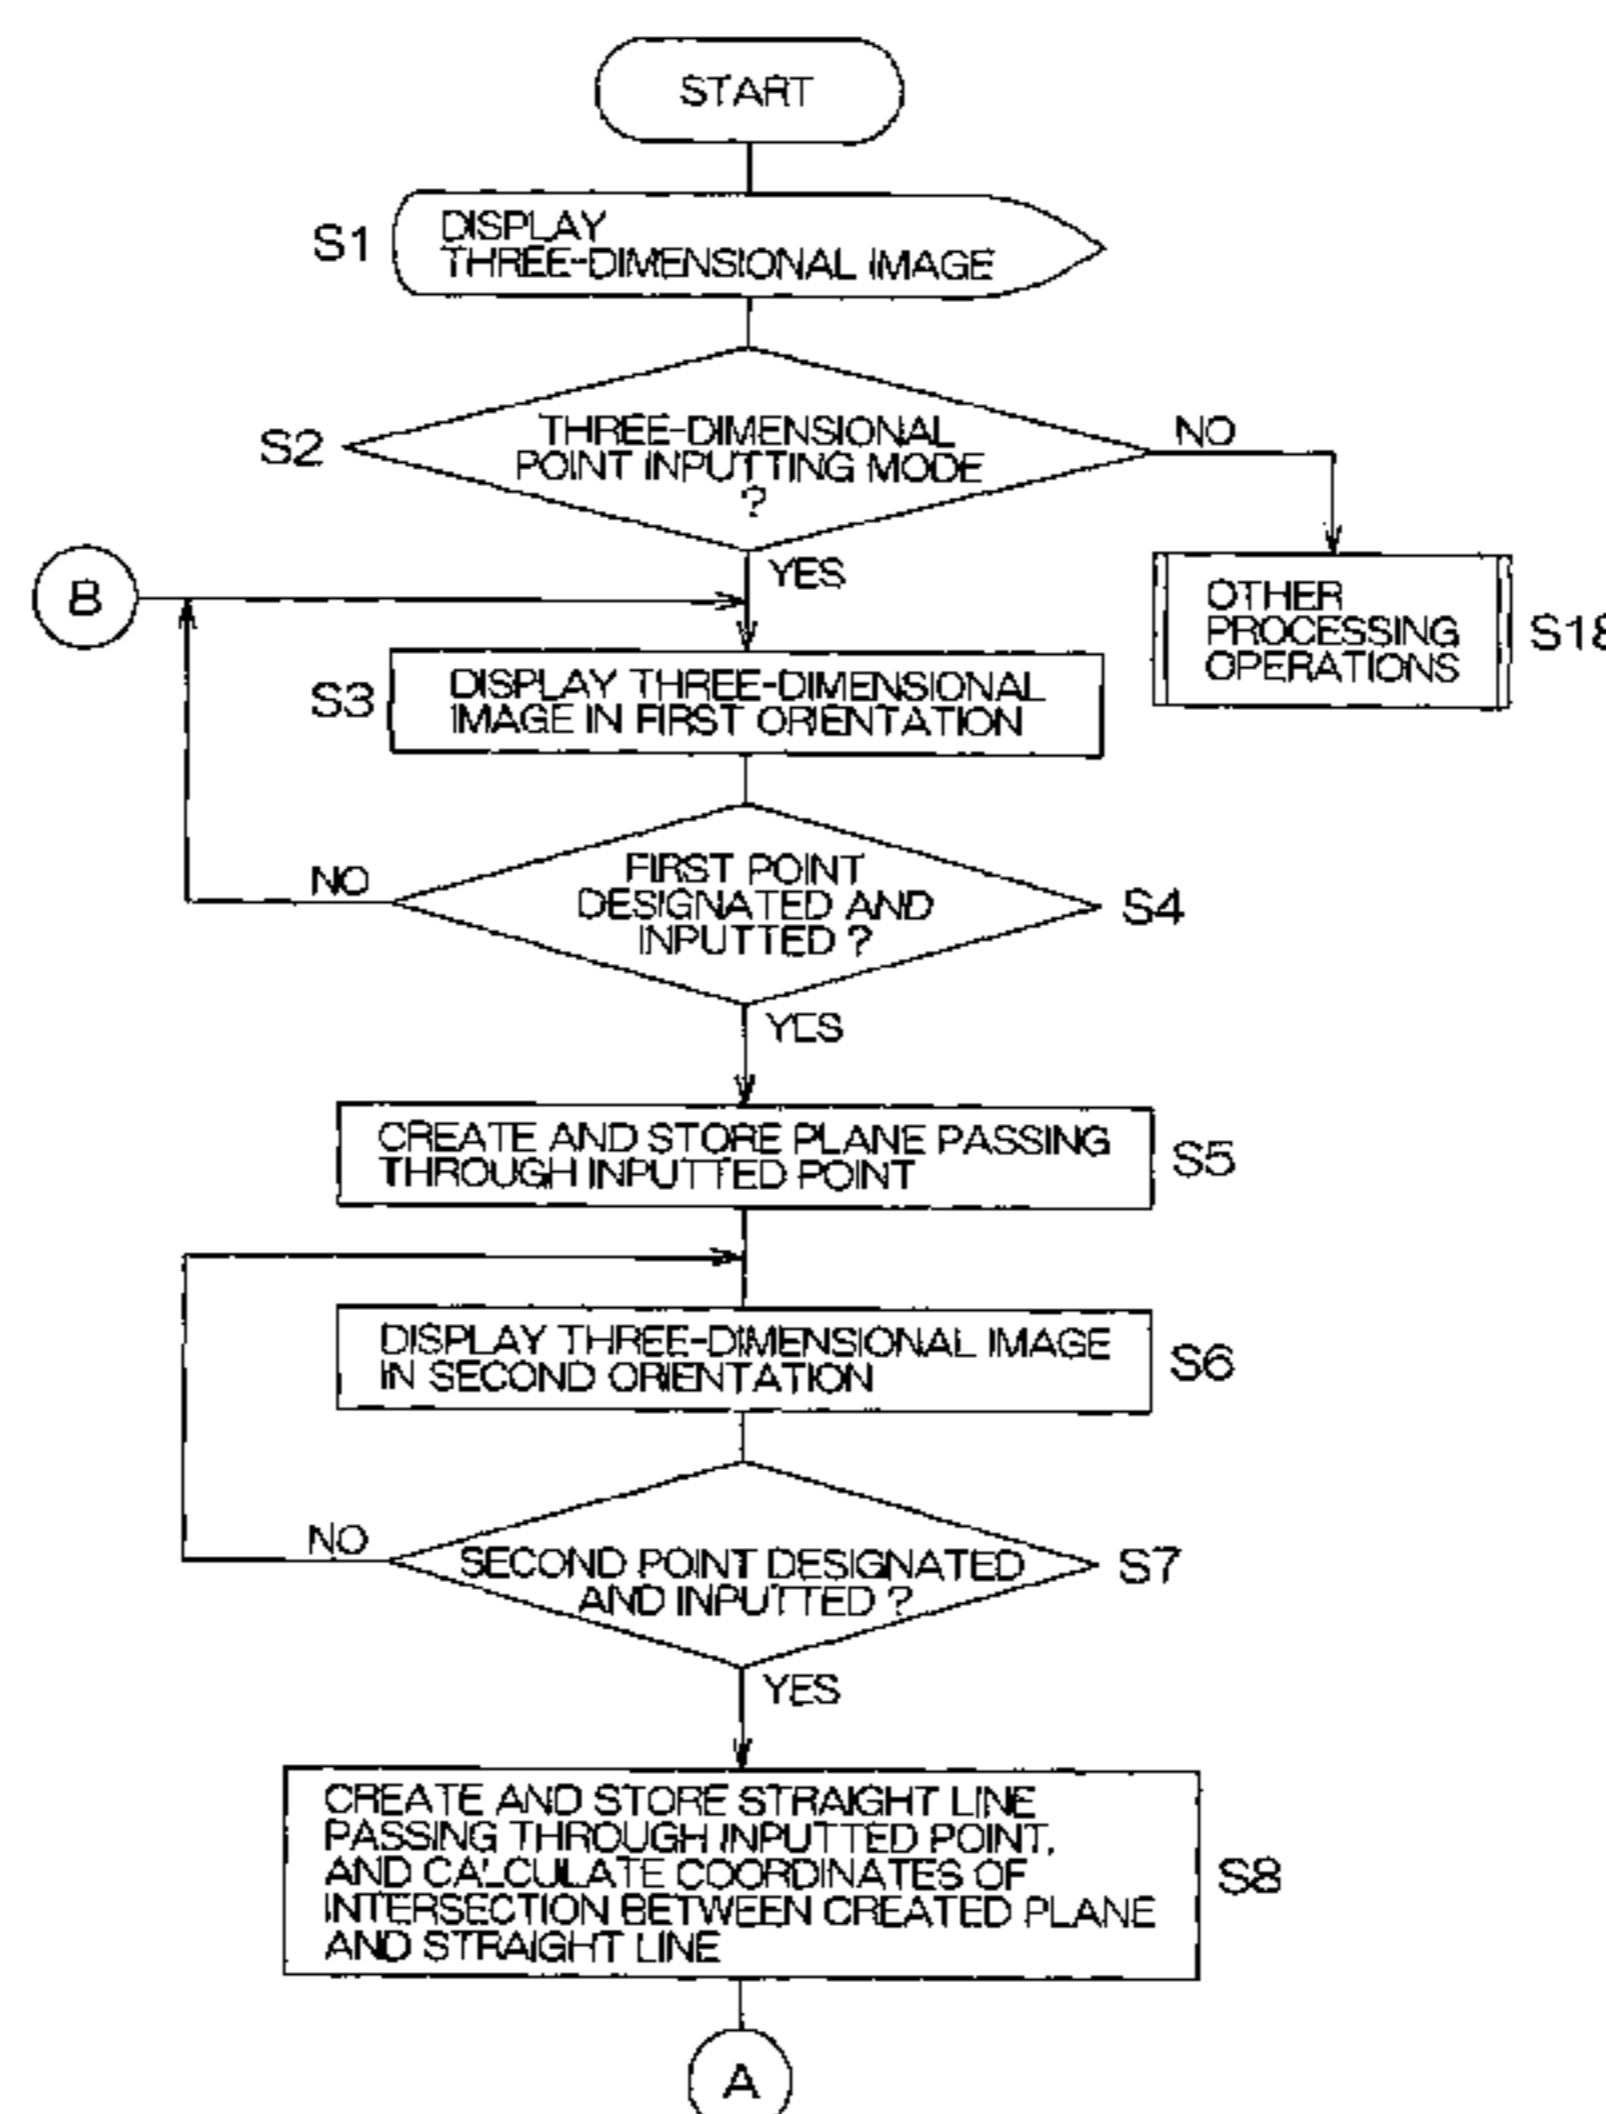 START
S1
DISPLAY
THREE-DIMENSIONAL IMAGE
S2
THREE-DIMENSIONAL
POINT INPUTTING MODE
?
NO
YES
B
OTHER
PROCESSING
OPERATIONS
S18
S3
DISPLAY THREE-DIMENSIONAL
IMAGE IN FIRST ORIENTATION
NO
FIRST POINT
DESIGNATED AND
INPUTTED ?
S4
YES
CREATE AND STORE PLANE PASSING
THROUGH INPUTTED POINT
S5
DISPLAY THREE-DIMENSIONAL IMAGE
IN SECOND ORIENTATION
S6
NO
SECOND POINT DESIGNATED
AND INPUTTED ?
S7
YES
CREATE AND STORE STRAIGHT LINE
PASSING THROUGH INPUTTED POINT,
AND CALCULATE COORDINATES OF
INTERSECTION BETWEEN CREATED PLANE
AND STRAIGHT LINE
S8
A